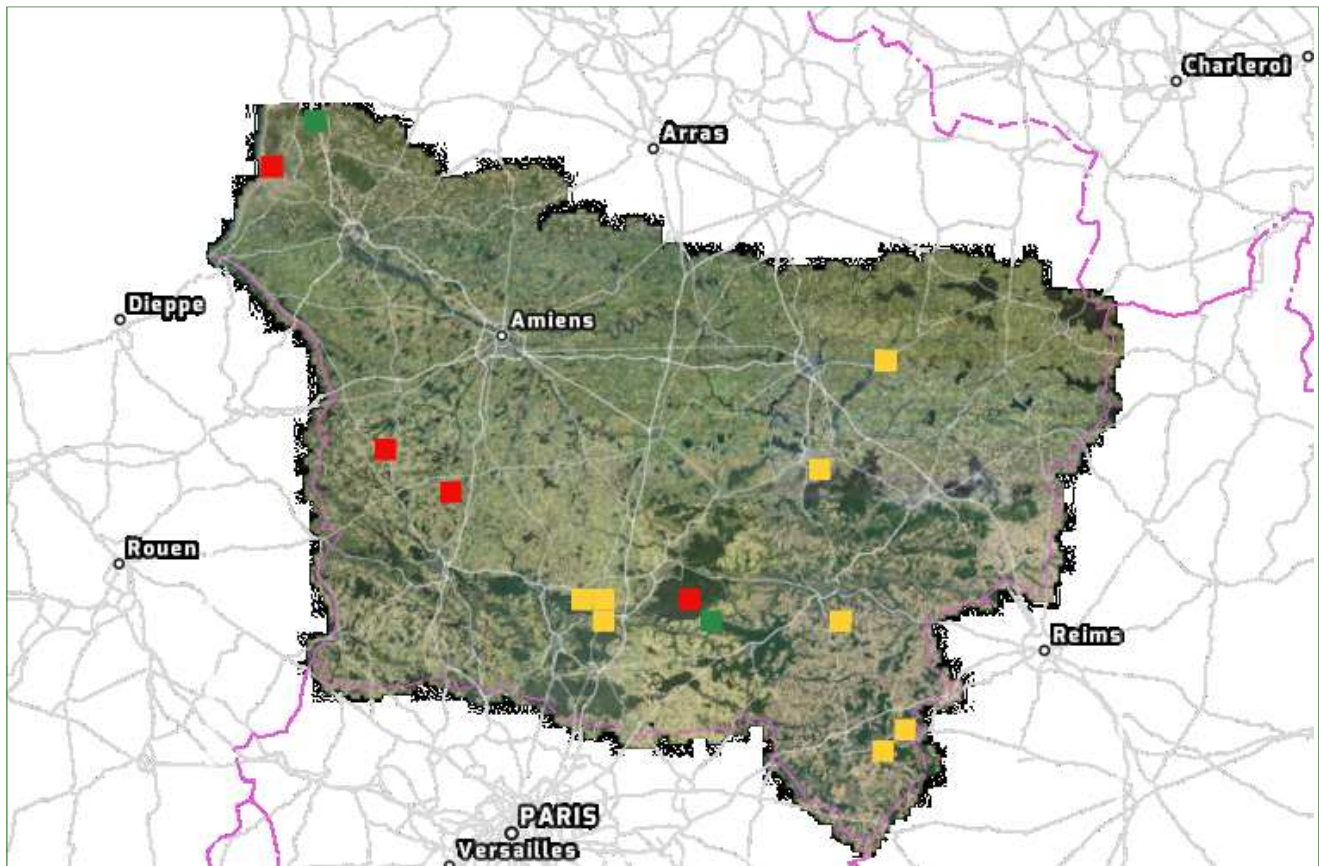 Charleroi
Arras
Dieppe
Amiens
Rouen
Reims
PARIS
Versailles